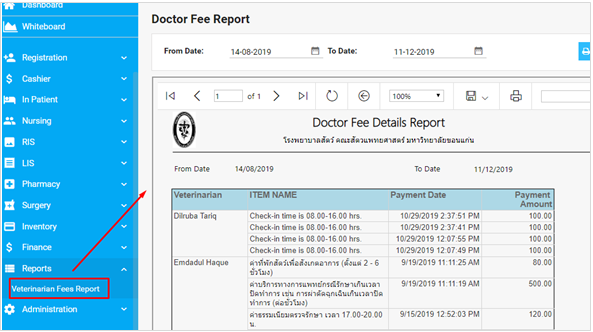 Dashboard
Whiteboard
Registration
Cashier
In Patient
Nursing
RIS
LIS
Pharmacy
Surgery
Inventory
Finance
Reports
Veterinarian Fees Report
Administration
Doctor Fee Report
From Date: 14-08-2019 To Date: 11-12-2019
1 of 1 100%
Doctor Fee Details Report
โรงพยาบาลสัตว์ คณะสัตวแพทยศาสตร์ มหาวิทยาลัยขอนแก่น
From Date 14/08/2019 To Date 11/12/2019
Veterinarian ITEM NAME Payment Date Payment
Amount
Dilruba Tariq Check-in time is 08.00-16.00 hrs. 10/29/2019 2:37:51 PM 100.00
Check-in time is 08.00-16.00 hrs. 10/29/2019 2:37:41 PM 100.00
Check-in time is 08.00-16.00 hrs. 10/29/2019 12:07:55 PM 100.00
Check-in time is 08.00-16.00 hrs. 10/29/2019 12:07:49 PM 100.00
Emdadul Haque ค่าที่พักสัตว์เพื่อสังเกตอาการ (ตั้งแต่ 2 - 6 9/19/2019 11:11:25 AM 80.00
ชั่วโมง)
ค่าบริการทางการแพทย์กรณีรักษาเกินเวลา 9/19/2019 11:11:19 AM 500.00
ปิดทำการ เช่น การผ่าตัดฉุกเฉินเกินเวลาปิ
ดทำการ (ต่อชั่วโมง)
ค่าธรรมเนียมตรวจรักษา เวลา 17.00-20.00 9/15/2019 12:52:03 PM 120.00
น.